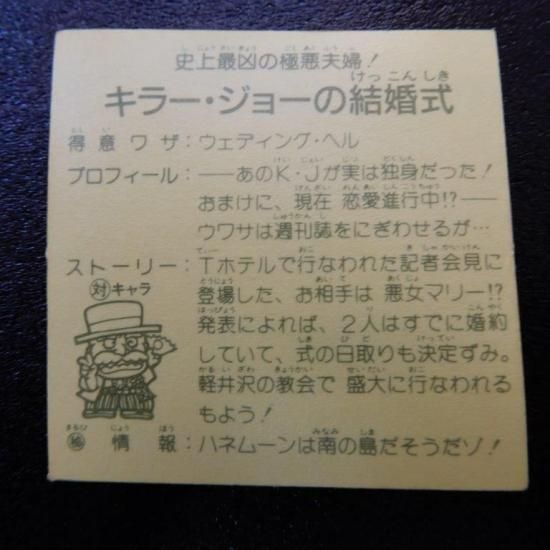 史上最凶の極悪夫婦!
キラー・ジョーの結婚式
得意ワザ:ウェディング・ヘル
プロフィール:――あのK・Jが実は独身だった!
おまけに、現在 恋愛進行中!?――
ウワサは週刊誌をにぎわせるが…
ストーリー:Tホテルで行なわれた記者会見に
登場した、お相手は 悪女マリー!?
発表によれば、2人はすでに婚約
していて、式の日取りも決定ずみ。
軽井沢の教会で 盛大に行なわれる
もよう!
対キャラ
秘情報:ハネムーンは南の島だそうだゾ!